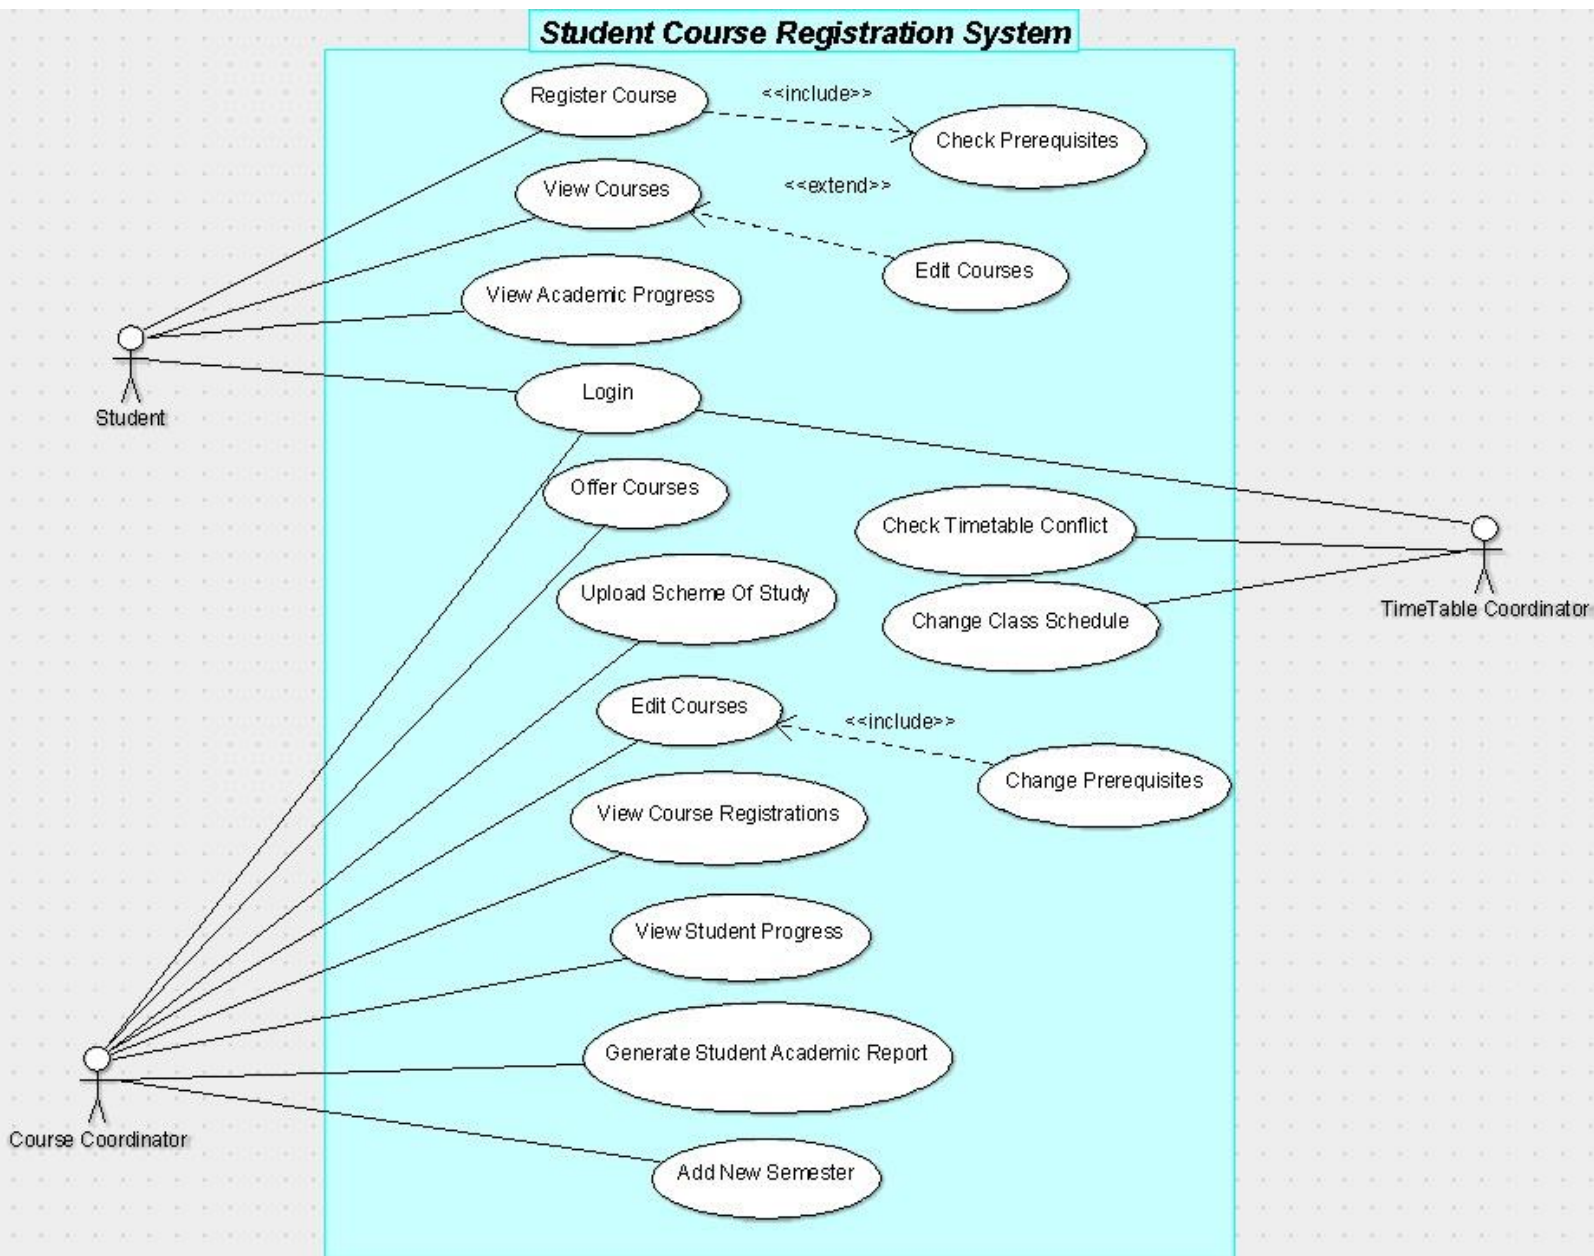 Student Course Registration System
Register Course
<<include>>
Check Prerequisites
View Courses
<<extend>>
Edit Courses
View Academic Progress
Student
Login
Offer Courses
Check Timetable Conflict
Upload Scheme Of Study
Change Class Schedule
TimeTable Coordinator
Edit Courses
<<include>>
Change Prerequisites
View Course Registrations
View Student Progress
Generate Student Academic Report
Course Coordinator
Add New Semester